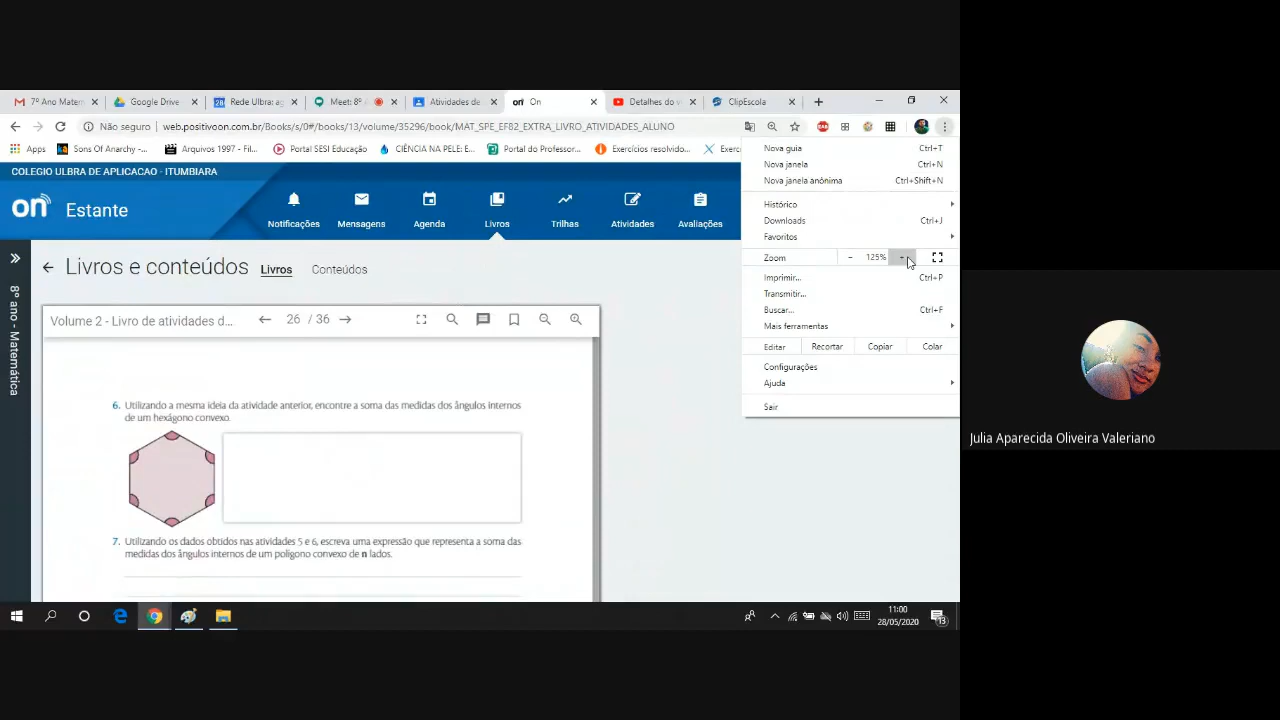 7º Ano Matem
Google Drive
Rede Ulbra: a
Meet: 8º
Atividades de
On
Detalhes do v
ClipEscola
Não seguro
web.positivo
m.br/Books/s/0#/books/13/volume/35296/book/MAT_SPE_EF82_EXTRA_LIVRO_ATIVIDADES_ALUNO
Apps
Sons Of Anarchy -...
Arquivos 1997 - Fil...
Portal SESI Educação
CIÊNCIA NA PELE: E...
Portal do Professor...
Exercícios resolvido...
Exerc
COLEGIO ULBRA DE APLICACAO - ITUMBIARA
on
Estante
Notificações
Mensagens
Agenda
Livros
Trilhas
Atividades
Avaliações
Nova guia Ctrl+T
Nova janela Ctrl+N
Nova janela anônima Ctrl+Shift+N
Histórico
Downloads Ctrl+J
Favoritos
Zoom - 125% +
Imprimir... Ctrl+P
Transmitir...
Buscar... Ctrl+F
Mais ferramentas
Editar Recortar Copiar Colar
Configurações
Ajuda
Sair
8º ano - Matemática
Livros e conteúdos Livros Conteúdos
Volume 2 - Livro de atividades d... 26 / 36
6. Utilizando a mesma ideia da atividade anterior, encontre a soma das medidas dos ângulos internos
de um hexágono convexo.
7. Utilizando os dados obtidos nas atividades 5 e 6, escreva uma expressão que representa a soma das
medidas dos ângulos internos de um polígono convexo de n lados.
Julia Aparecida Oliveira Valeriano
11:00
28/05/2020
13